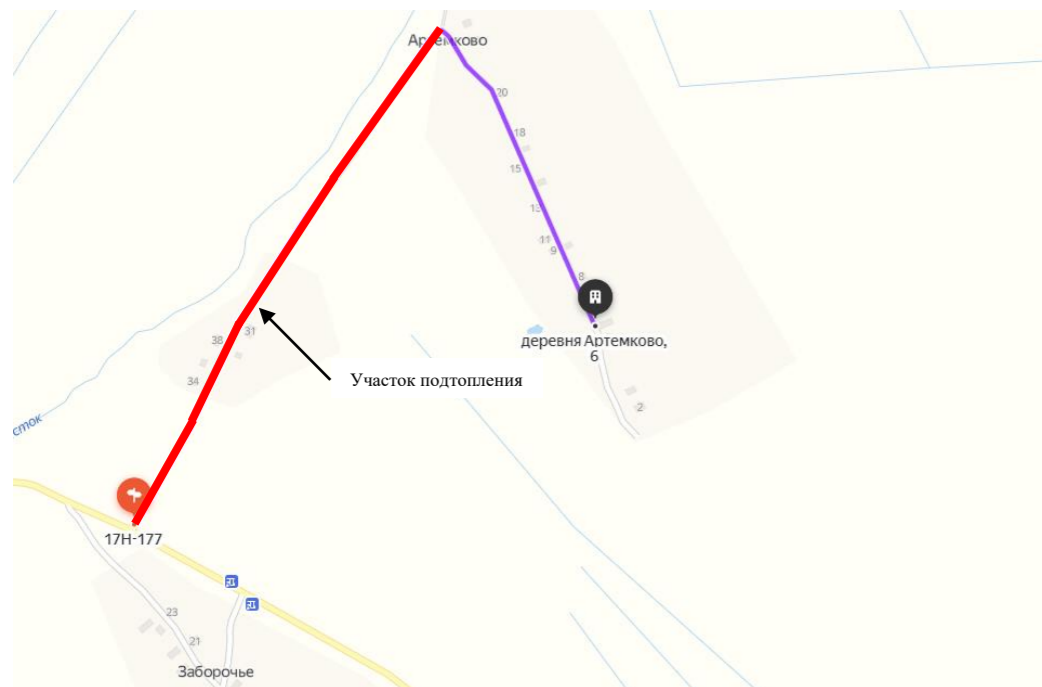 Артемково
20
18
15
13
11
9
8
деревня Артемково,
6
31
38
34
Участок подтопления
2
сток
17Н-177
23
21
Заборочье